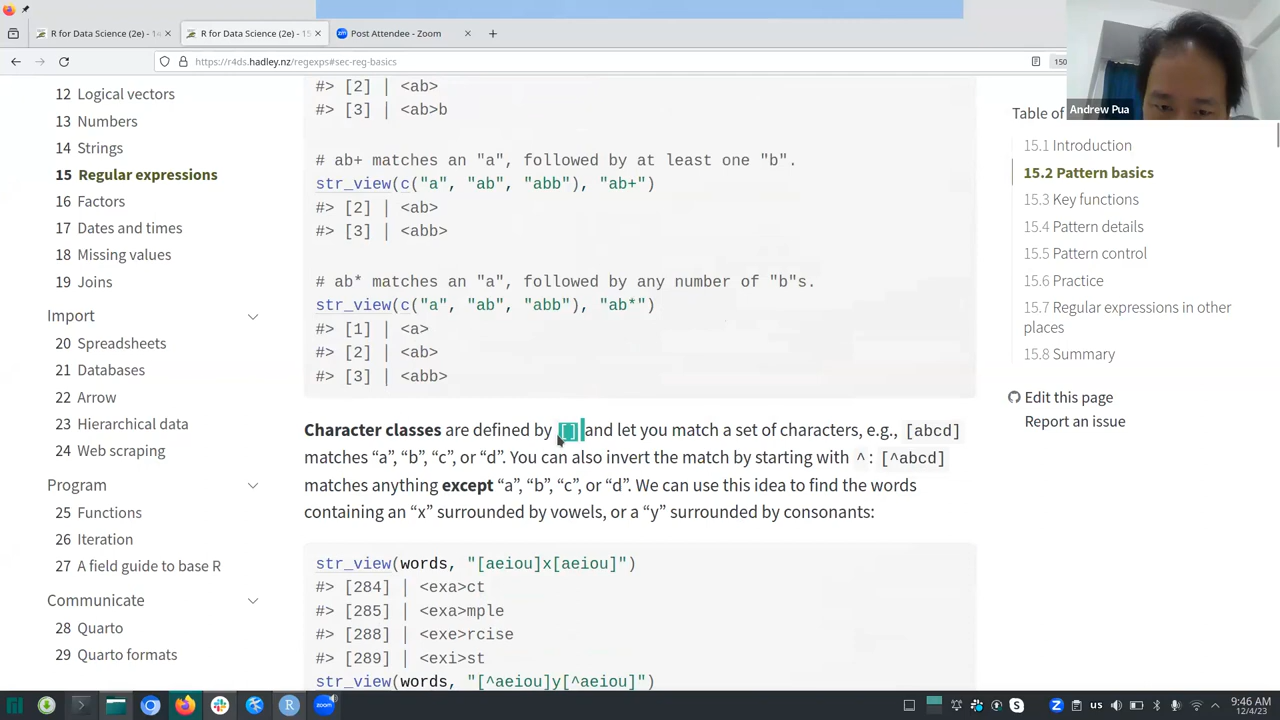 R for Data Science (2e) - 14
R for Data Science (2e) - 15
Post Attendee - Zoom
https://r4ds.hadley.nz/regexps#sec-reg-basics
150
Andrew Pua
12 Logical vectors
13 Numbers
14 Strings
15 Regular expressions
16 Factors
17 Dates and times
18 Missing values
19 Joins
Import
20 Spreadsheets
21 Databases
22 Arrow
23 Hierarchical data
24 Web scraping
Program
25 Functions
26 Iteration
27 A field guide to base R
Communicate
28 Quarto
29 Quarto formats
#> [2] | <ab>
#> [3] | <ab>b
# ab+ matches an "a", followed by at least one "b".
str_view(c("a", "ab", "abb"), "ab+")
#> [2] | <ab>
#> [3] | <abb>
# ab* matches an "a", followed by any number of "b"s.
str_view(c("a", "ab", "abb"), "ab*")
#> [1] | <a>
#> [2] | <ab>
#> [3] | <abb>
Character classes are defined by [] and let you match a set of characters, e.g., [abcd]
matches “a”, “b”, “c”, or “d”. You can also invert the match by starting with ^: [^abcd]
matches anything except “a”, “b”, “c”, or “d”. We can use this idea to find the words
containing an “x” surrounded by vowels, or a “y” surrounded by consonants:
str_view(words, "[aeiou]x[aeiou]")
#> [284] | <exa>ct
#> [285] | <exa>mple
#> [288] | <exe>rcise
#> [289] | <exi>st
str_view(words, "[^aeiou]y[^aeiou]")
Table of
15.1 Introduction
15.2 Pattern basics
15.3 Key functions
15.4 Pattern details
15.5 Pattern control
15.6 Practice
15.7 Regular expressions in other
places
15.8 Summary
Edit this page
Report an issue
zoom
us
9:46 AM
12/4/23